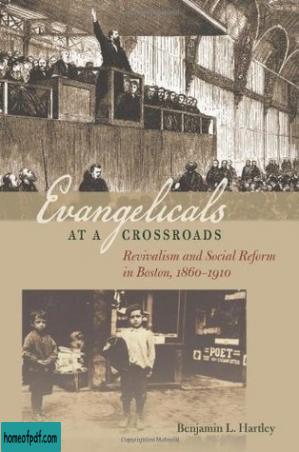 Evangelicals
AT A CROSSROADS
Revivalism and Social Reform
in Boston, 1860–1910
POET
Benjamin L. Hartley
homeofpdf.com